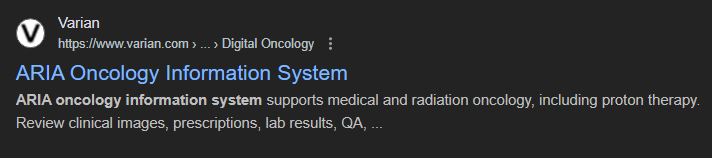 V
Varian
https://www.varian.com › ... › Digital Oncology
ARIA Oncology Information System
ARIA oncology information system supports medical and radiation oncology, including proton therapy.
Review clinical images, prescriptions, lab results, QA, ...